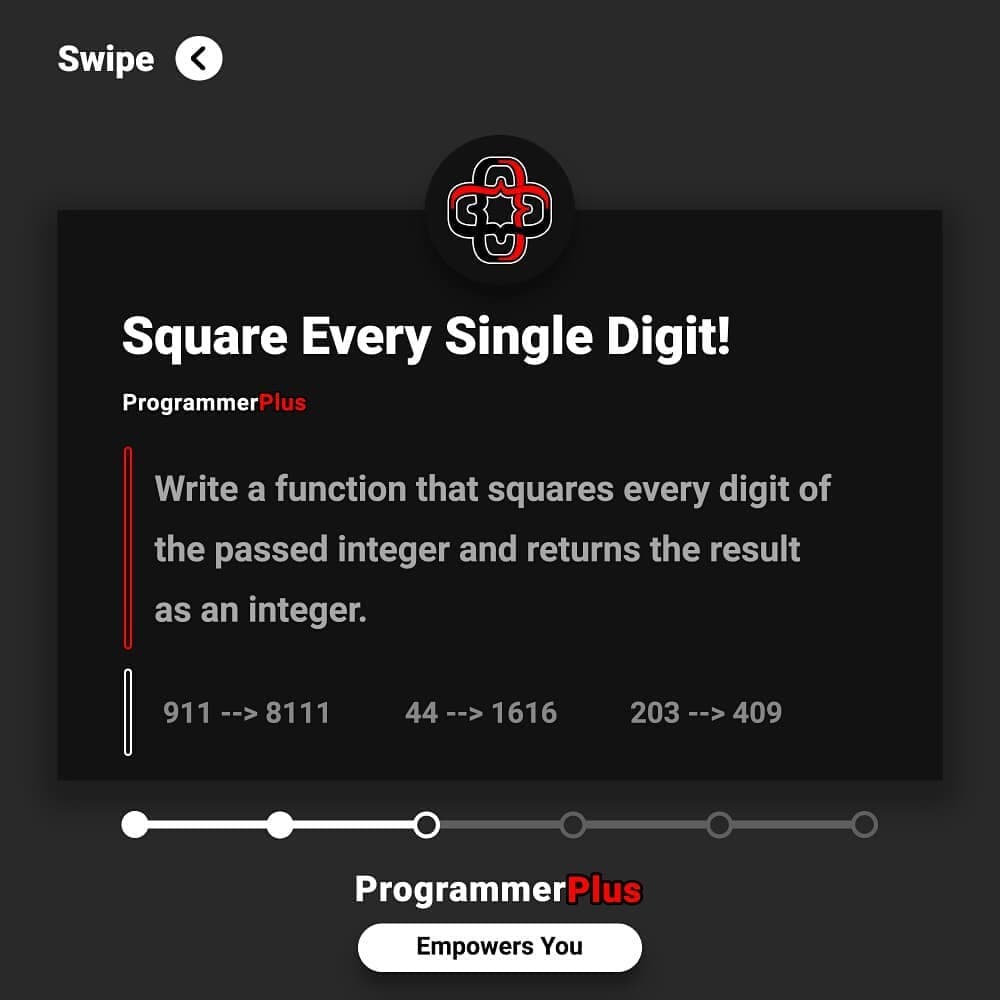 Swipe
Square Every Single Digit!
ProgrammerPlus
Write a function that squares every digit of
the passed integer and returns the result
as an integer.
911 --> 8111 44 --> 1616 203 --> 409
ProgrammerPlus
Empowers You